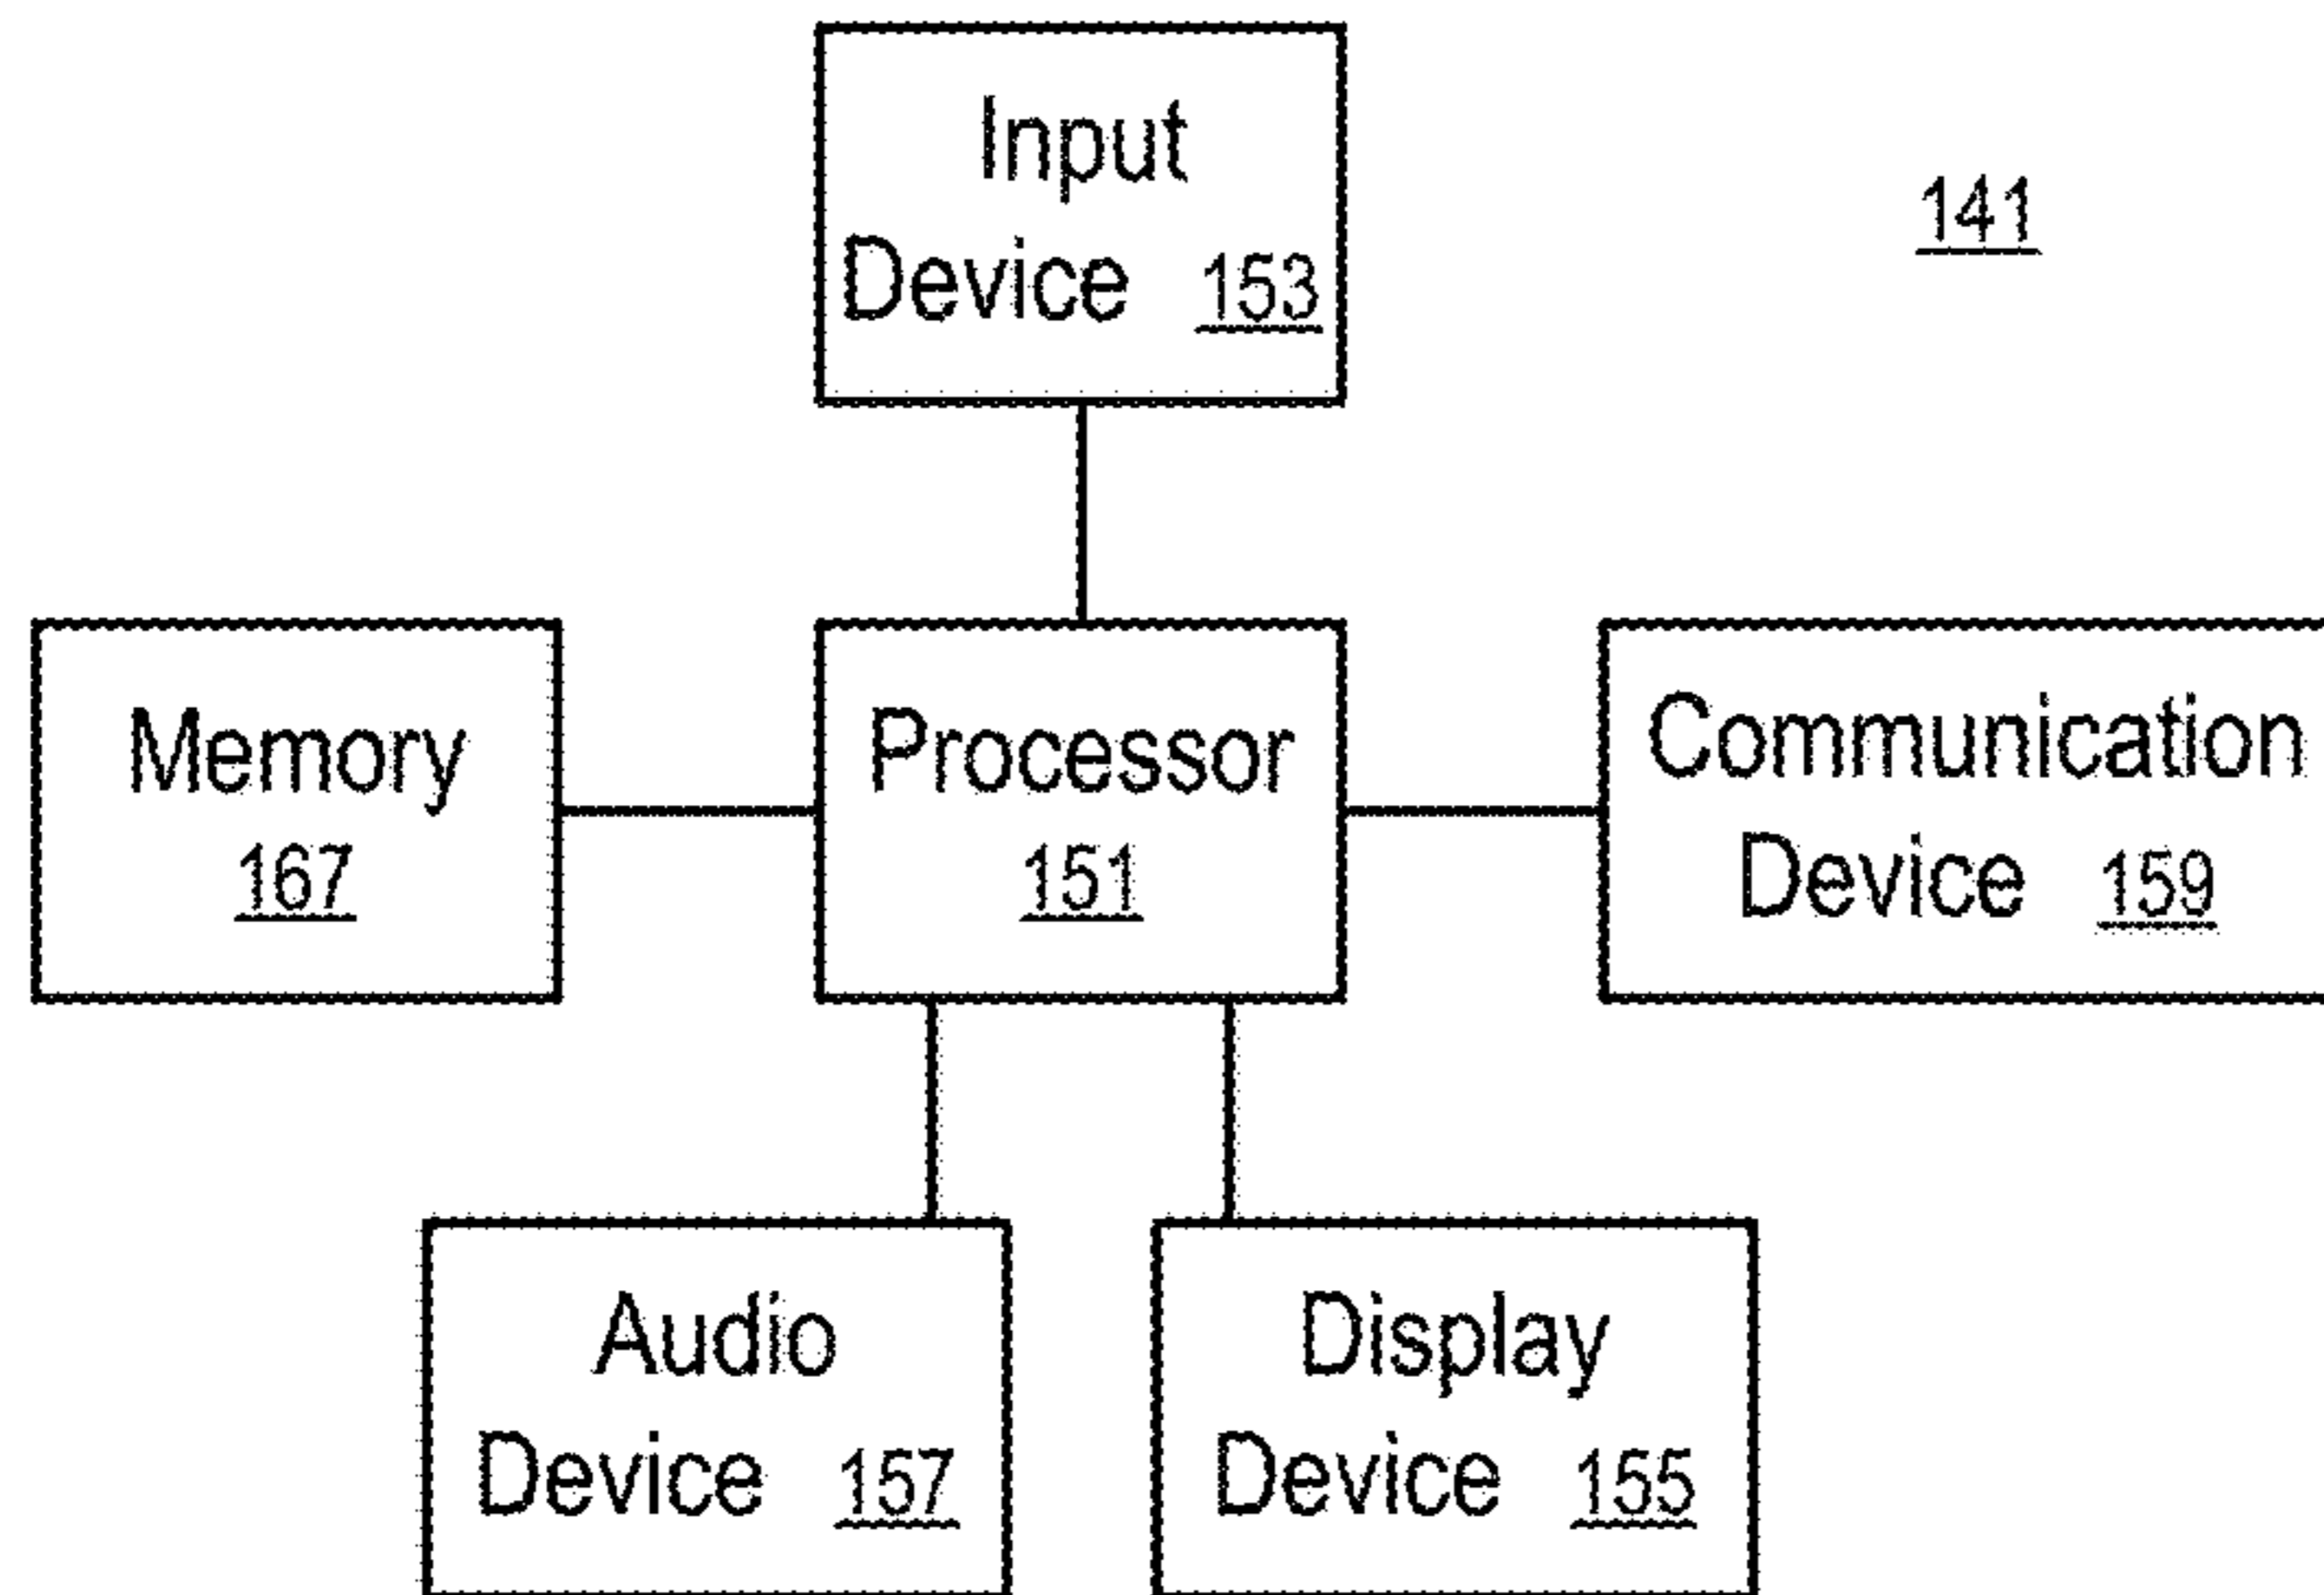 Input
Device 153
141
Memory
167
Processor
151
Communication
Device 159
Audio
Device 157
Display
Device 155